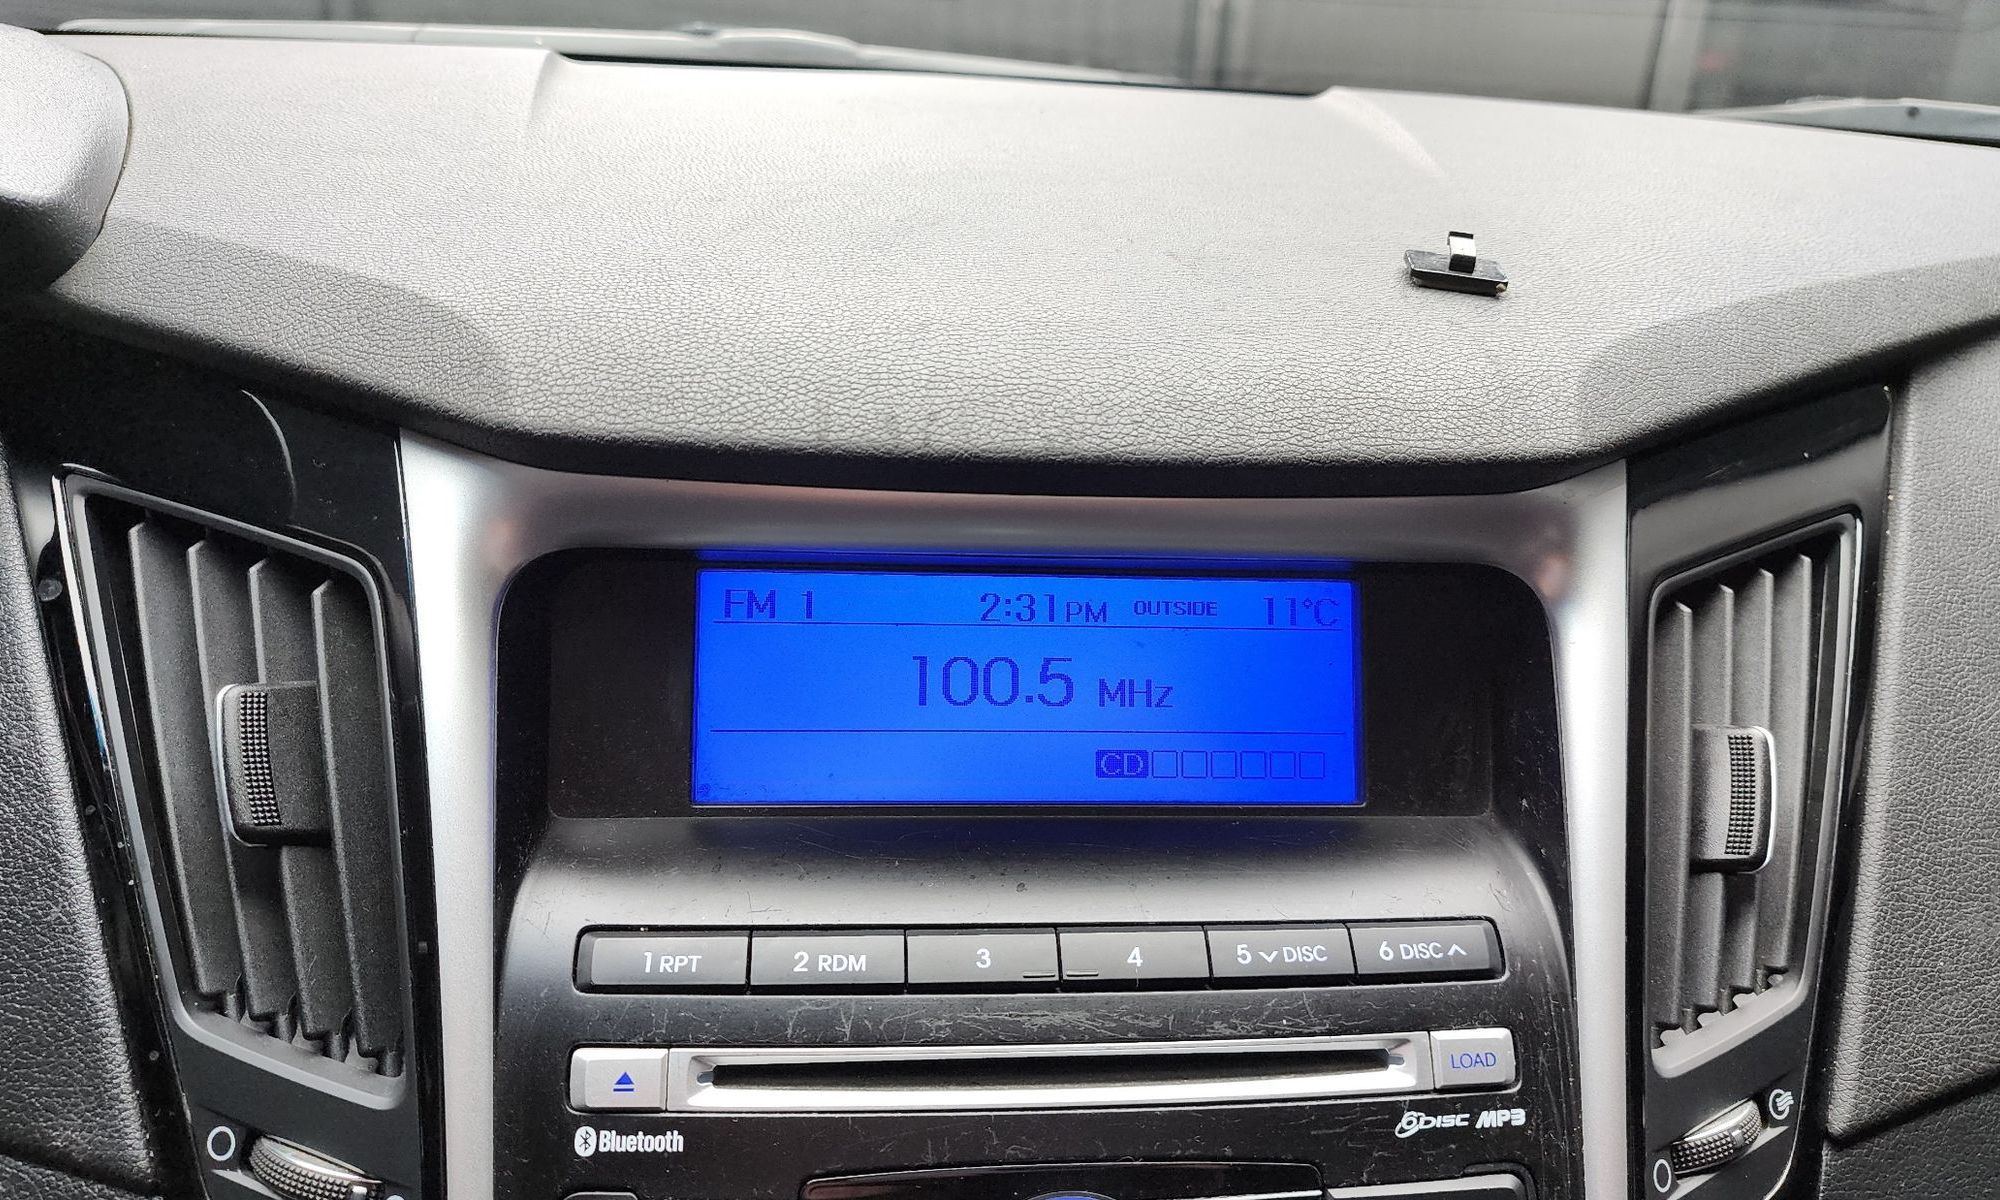 FM 1 2:31PM OUTSIDE 11°C
100.5 MHz
CD
1 RPT 2 RDM 3 4 5 DISC 6 DISC
LOAD
Bluetooth 6DISC MP3